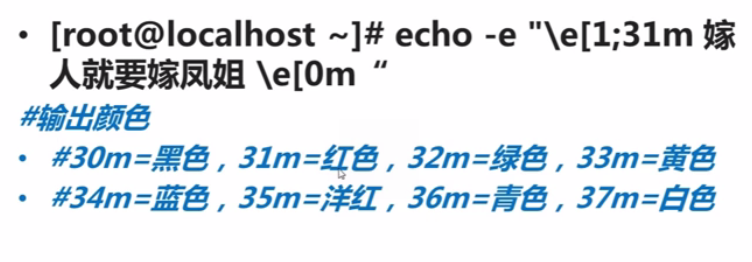 • [root@localhost ~]# echo -e "\e[1;31m 嫁
人就要嫁凤姐 \e[0m “
#输出颜色
• #30m=黑色，31m=红色，32m=绿色，33m=黄色
• #34m=蓝色，35m=洋红，36m=青色，37m=白色